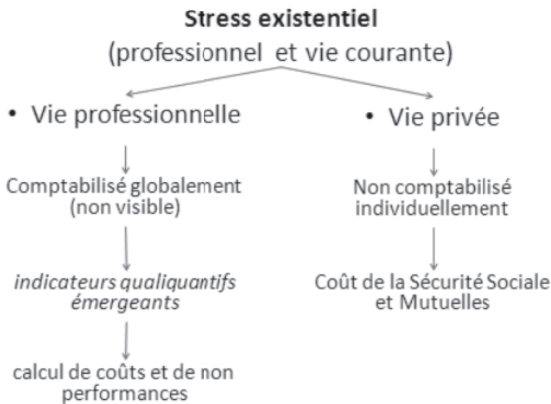 Stress existentiel
(professionnel et vie courante)
• Vie professionnelle
• Vie privée
Comptabilisé globalement
(non visible)
Non comptabilisé
individuellement
indicateurs qualiquantifs
émergeants
Coût de la Sécurité Sociale
et Mutuelles
calcul de coûts et de non
performances